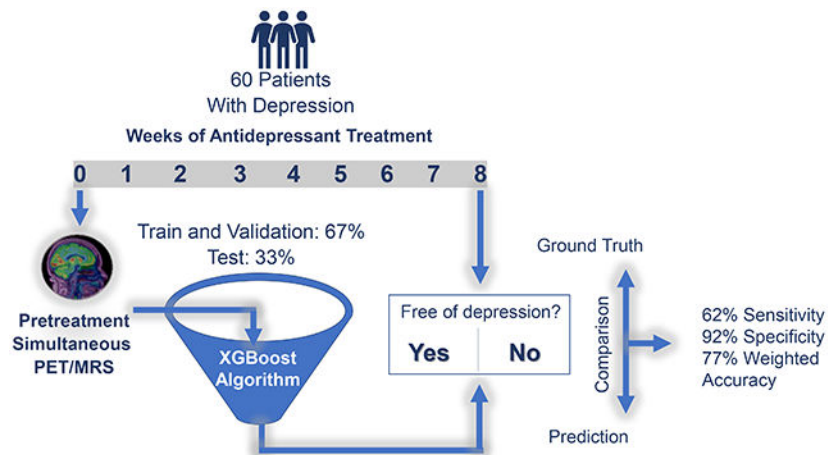 60 Patients
With Depression
Weeks of Antidepressant Treatment
0 1 2 3 4 5 6 7 8
Train and Validation: 67%
Test: 33%
Pretreatment
Simultaneous
PET/MRS
XGBoost
Algorithm
Free of depression?
Yes No
Ground Truth
Comparison
Prediction
62% Sensitivity
92% Specificity
77% Weighted
Accuracy